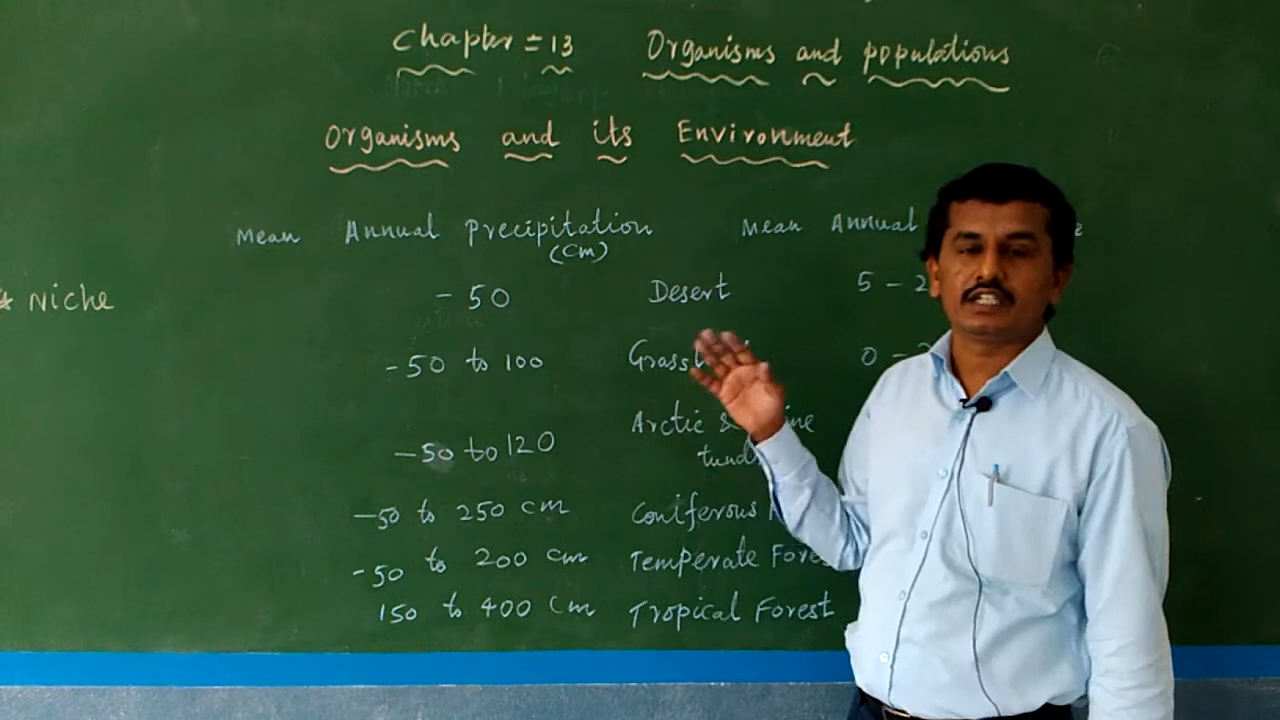 Chapter = 13 Organisms and populations
Organisms and its Environment
Mean Annual Precipitation Mean Annual
(Cm)
* Niche
- 50 Desert 5 - 2
- 50 to 100 0 -
Arctic &
- 50 to 120
- 50 to 250 cm Coniferous
- 50 to 200 cm Temperate
150 to 400 Cm Tropical Forest